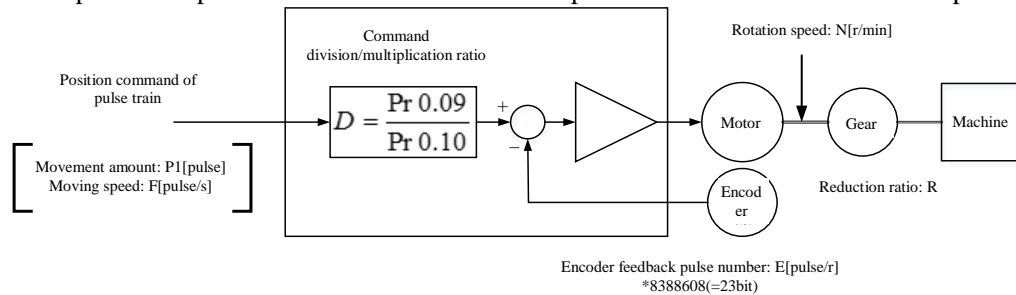 Command
division/multiplication ratio
Rotation speed: N[r/min]
Position command of
pulse train
D = Pr 0.09
Pr 0.10
+
−
Motor
Gear
Machine
Movement amount: P1[pulse]
Moving speed: F[pulse/s]
Encod
er
Reduction ratio: R
Encoder feedback pulse number: E[pulse/r]
*8388608(=23bit)